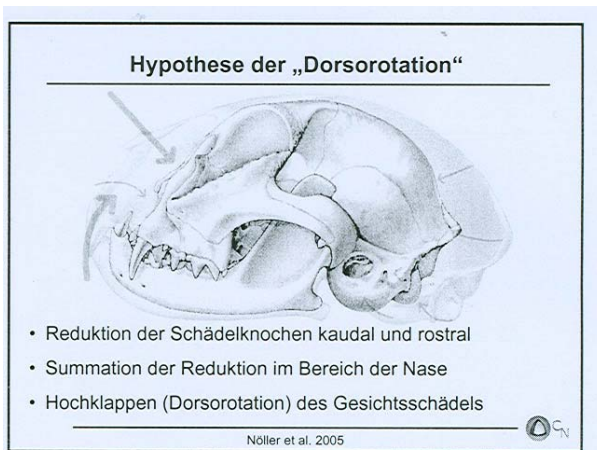 Hypothese der „Dorsorotation“
• Reduktion der Schädelknochen kaudal und rostral
• Summation der Reduktion im Bereich der Nase
• Hochklappen (Dorsorotation) des Gesichtsschädels
Nöller et al. 2005
CN